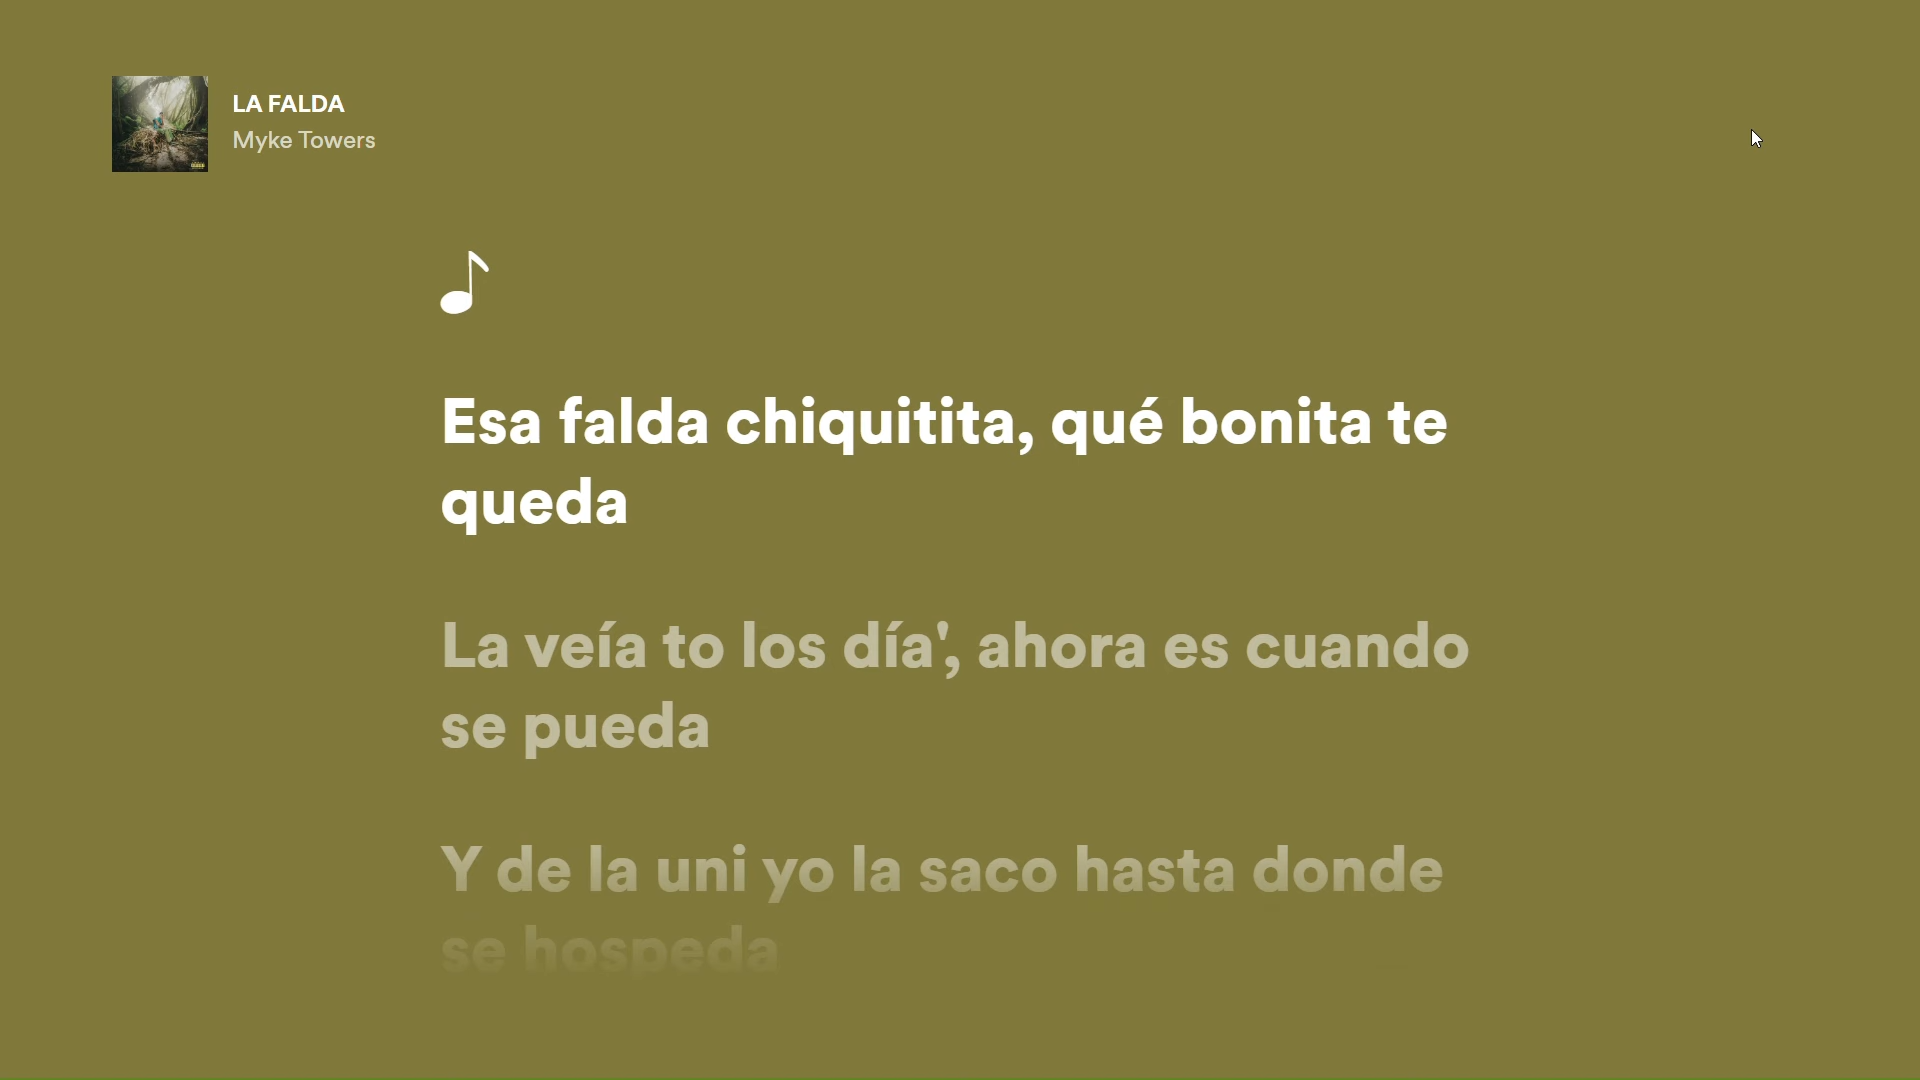 LA FALDA
Myke Towers
Esa falda chiquitita, qué bonita te
queda
La veía to los día', ahora es cuando
se pueda
Y de la uni yo la saco hasta donde
se hospeda